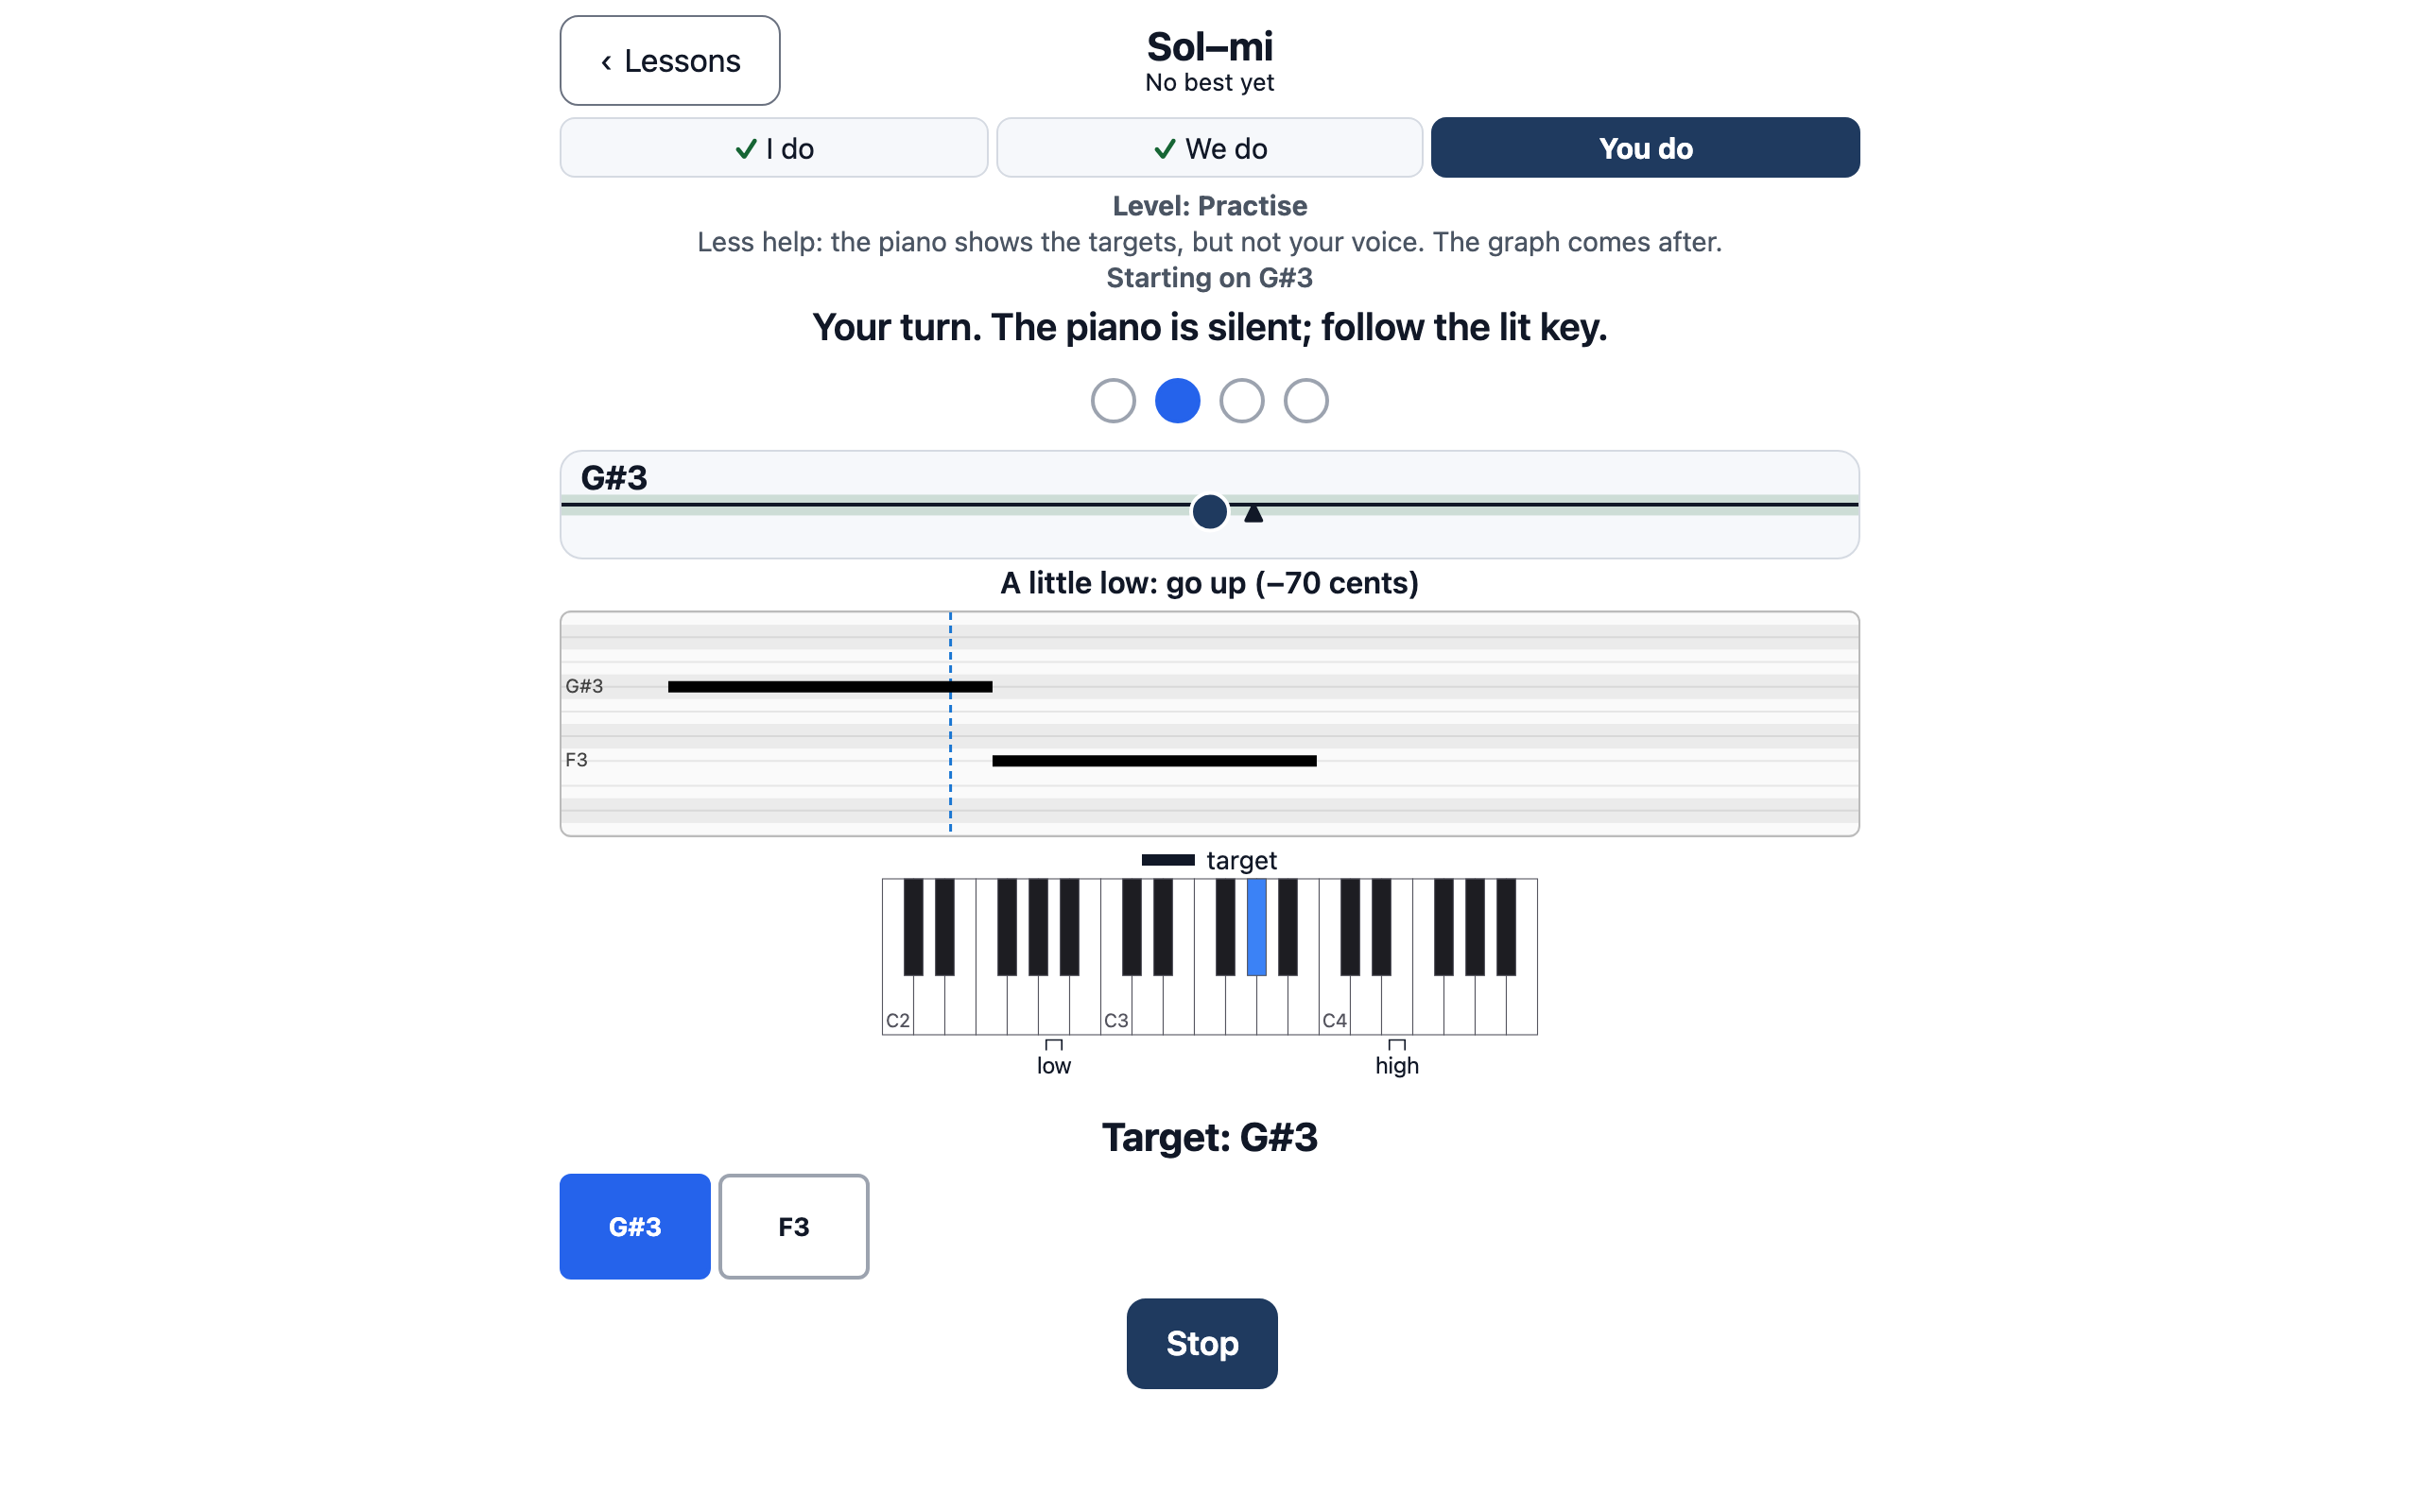 ‹ Lessons
Sol–mi
No best yet
✓ I do
✓ We do
You do
Level: Practise
Less help: the piano shows the targets, but not your voice. The graph comes after.
Starting on G#3
Your turn. The piano is silent; follow the lit key.
G#3
A little low: go up (−70 cents)
G#3
F3
target
C2
C3
C4
low
high
Target: G#3
G#3
F3
Stop